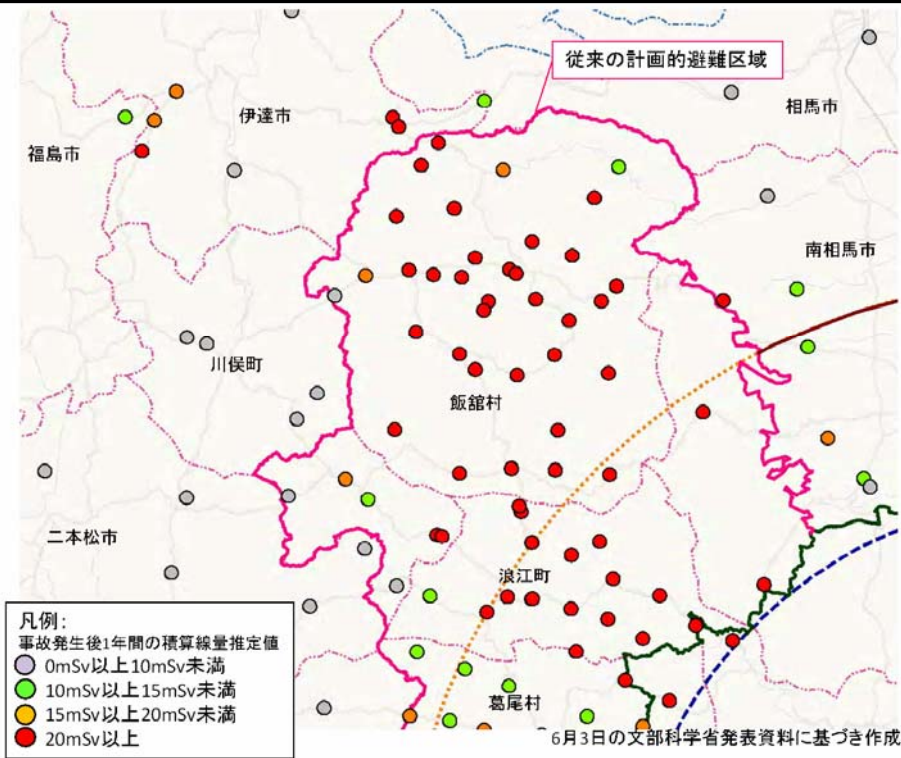 従来の計画的避難区域
相馬市
伊達市
福島市
南相馬市
川俣町
飯舘村
二本松市
浪江町
凡例:
事故発生後1年間の積算線量推定値
0mSv以上10mSv未満
10mSv以上15mSv未満
15mSv以上20mSv未満
20mSv以上
葛尾村
6月3日の文部科学省発表資料に基づき作成